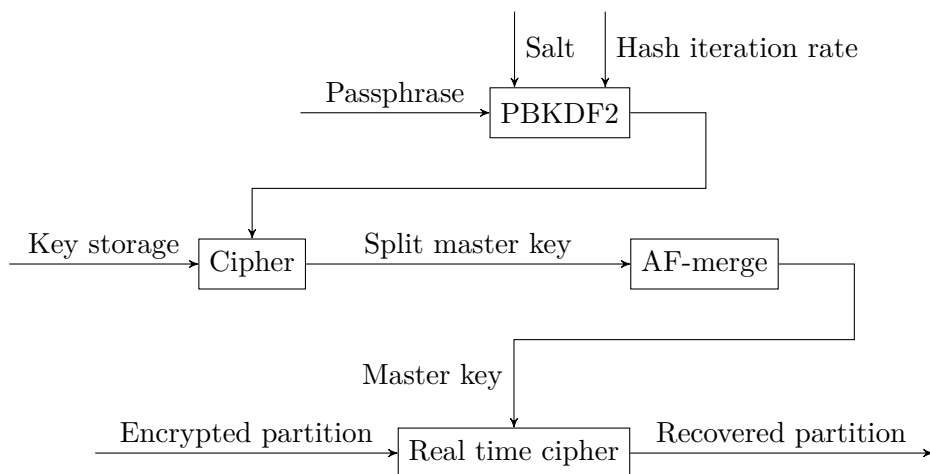 Salt
Hash iteration rate
Passphrase
PBKDF2
Key storage
Cipher
Split master key
AF-merge
Master key
Encrypted partition
Real time cipher
Recovered partition